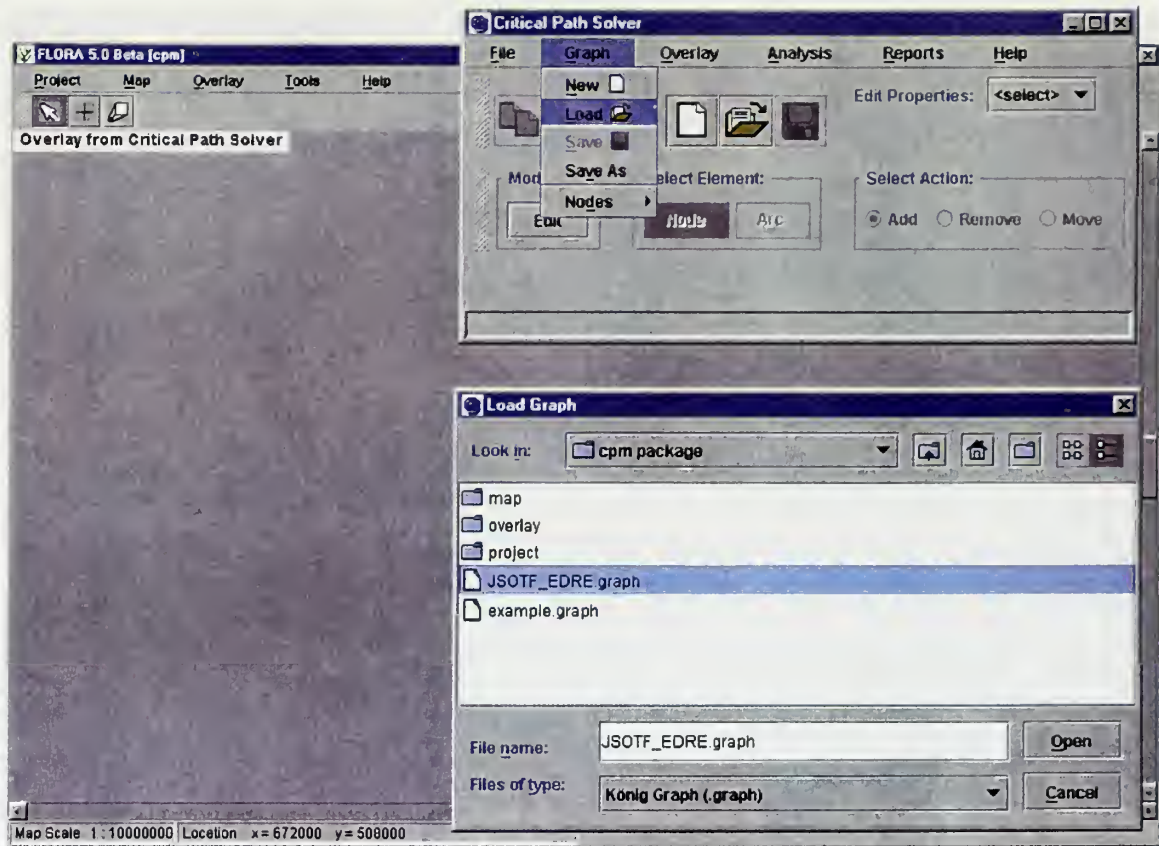 FLORA 5.0 Beta [cpm]
Project Map Overlay Tools Help
Overlay from Critical Path Solver
Critical Path Solver
File Graph Overlay Analysis Reports Help
New
Load
Save
Save As
Nodes
Edit Properties: <select>
Select Element:
Select Action:
Edit
Node Arc
Add Remove Move
Load Graph
Look in: cpm package
map
overlay
project
JSOTF_EDRE.graph
example.graph
File name: JSOTF_EDRE.graph Open
Files of type: König Graph (.graph) Cancel
Map Scale 1 : 10000000 Location x = 672000 y = 508000